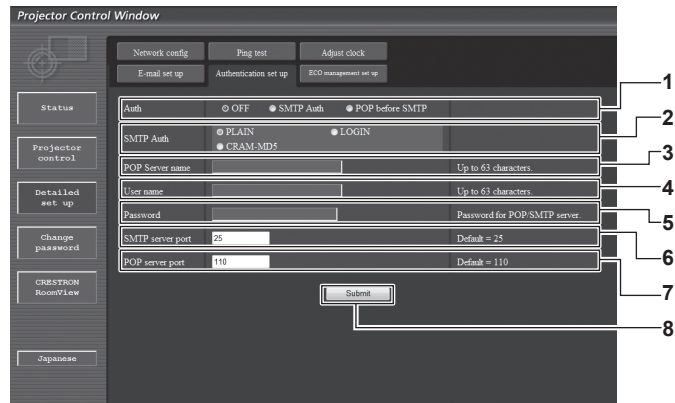 Projector Control Window
Network config
Ping test
Adjust clock
E-mail set up
Authentication set up
ECO management set up
Status
Projector
control
Detailed
set up
Change
password
CRESTRON
RoomView
Japanese
Auth
OFF SMTP Auth POP before SMTP
1
SMTP Auth
PLAIN LOGIN
CRAM-MD5
2
POP Server name
Up to 63 characters.
3
User name
Up to 63 characters.
4
Password
Password for POP/SMTP server.
5
SMTP server port
25
Default = 25
6
POP server port
110
Default = 110
7
Submit
8